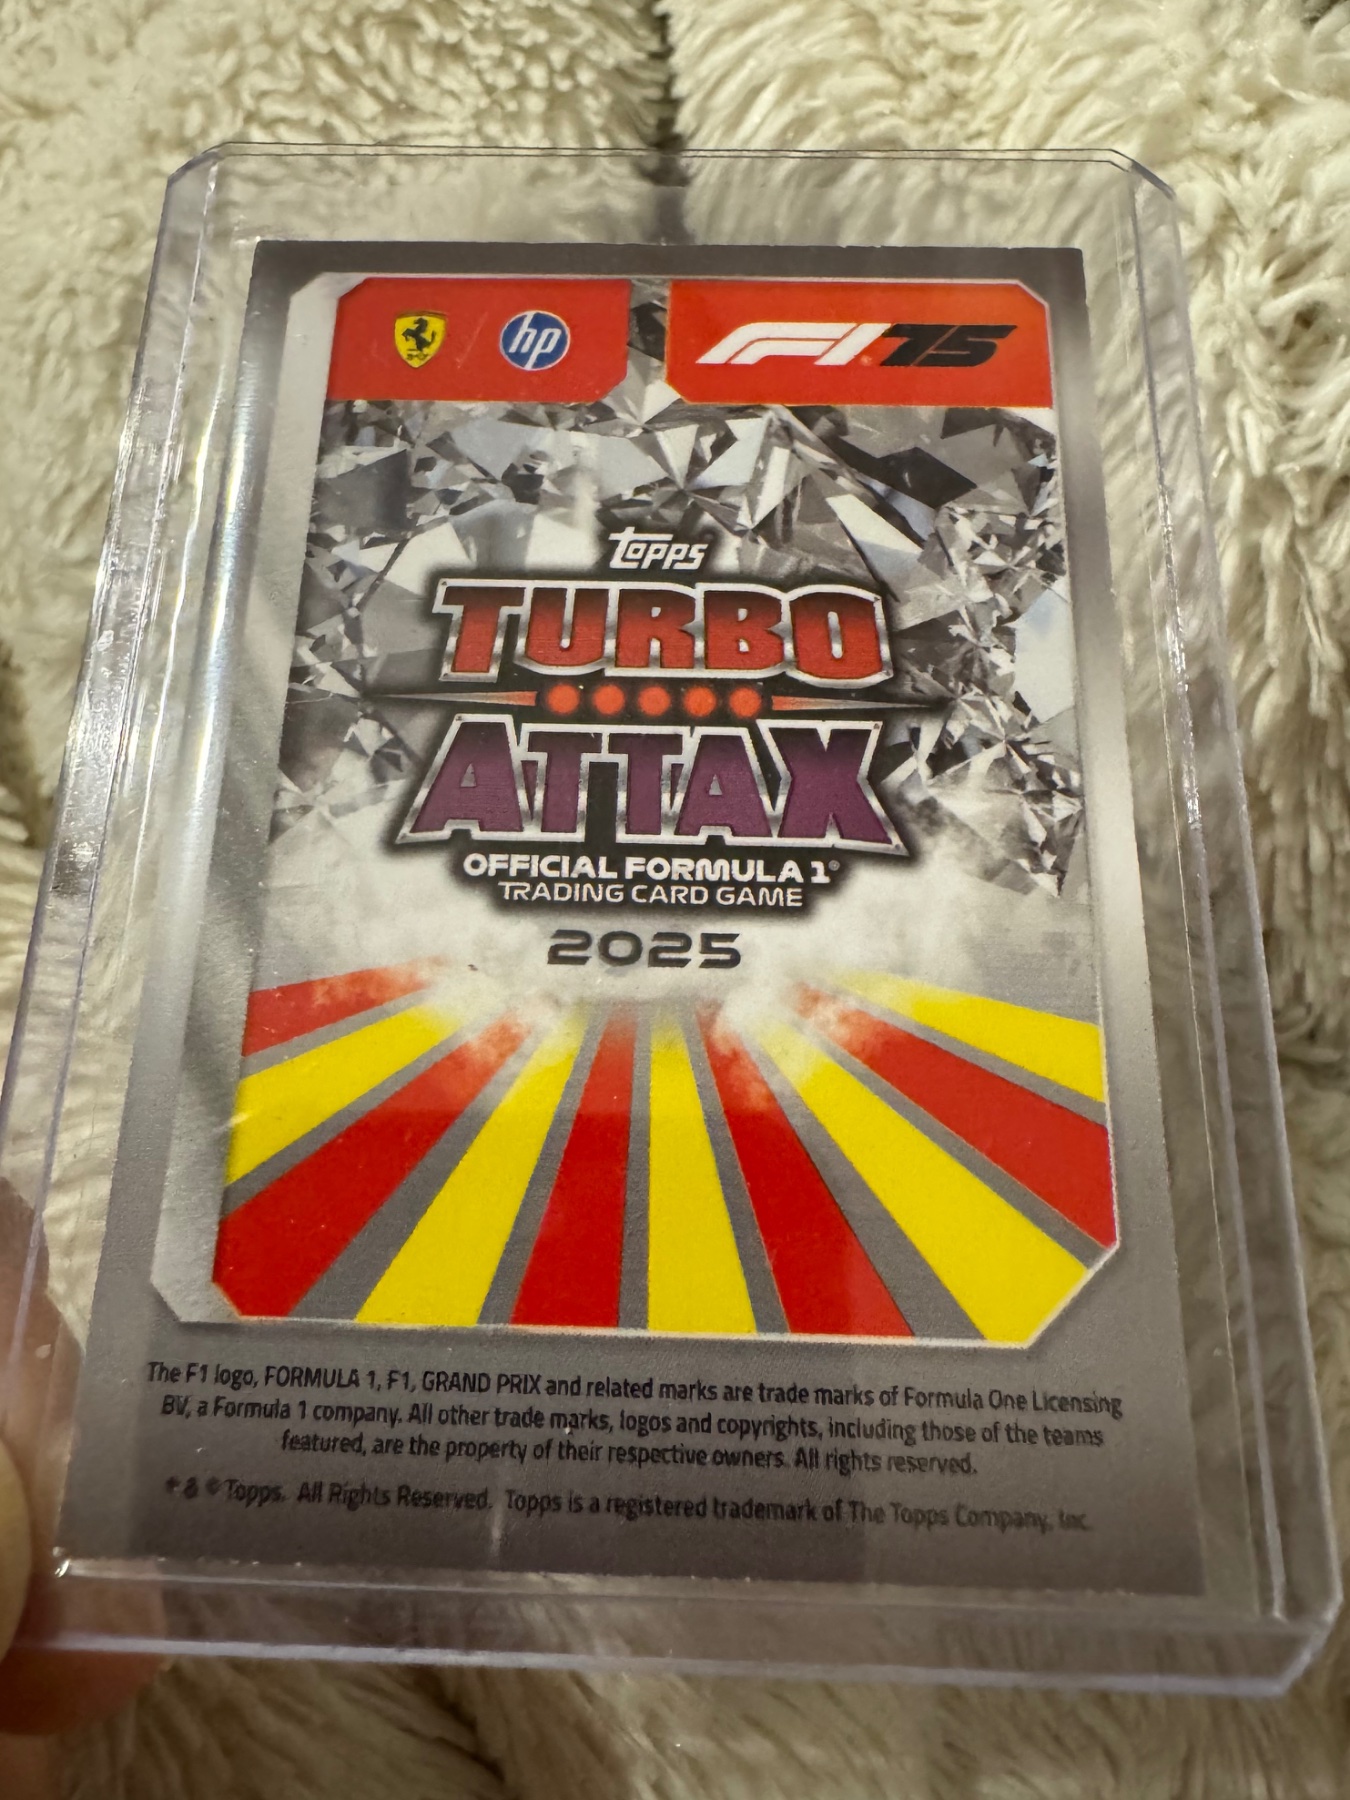 hp
F1 75
Topps
TURBO
ATTAX
OFFICIAL FORMULA 1®
TRADING CARD GAME
2025
The F1 logo, FORMULA 1, F1, GRAND PRIX and related marks are trade marks of Formula One Licensing
BV, a Formula 1 company. All other trade marks, logos and copyrights, including those of the teams
featured, are the property of their respective owners. All rights reserved.
® & © Topps. All Rights Reserved. Topps is a registered trademark of The Topps Company, Inc.